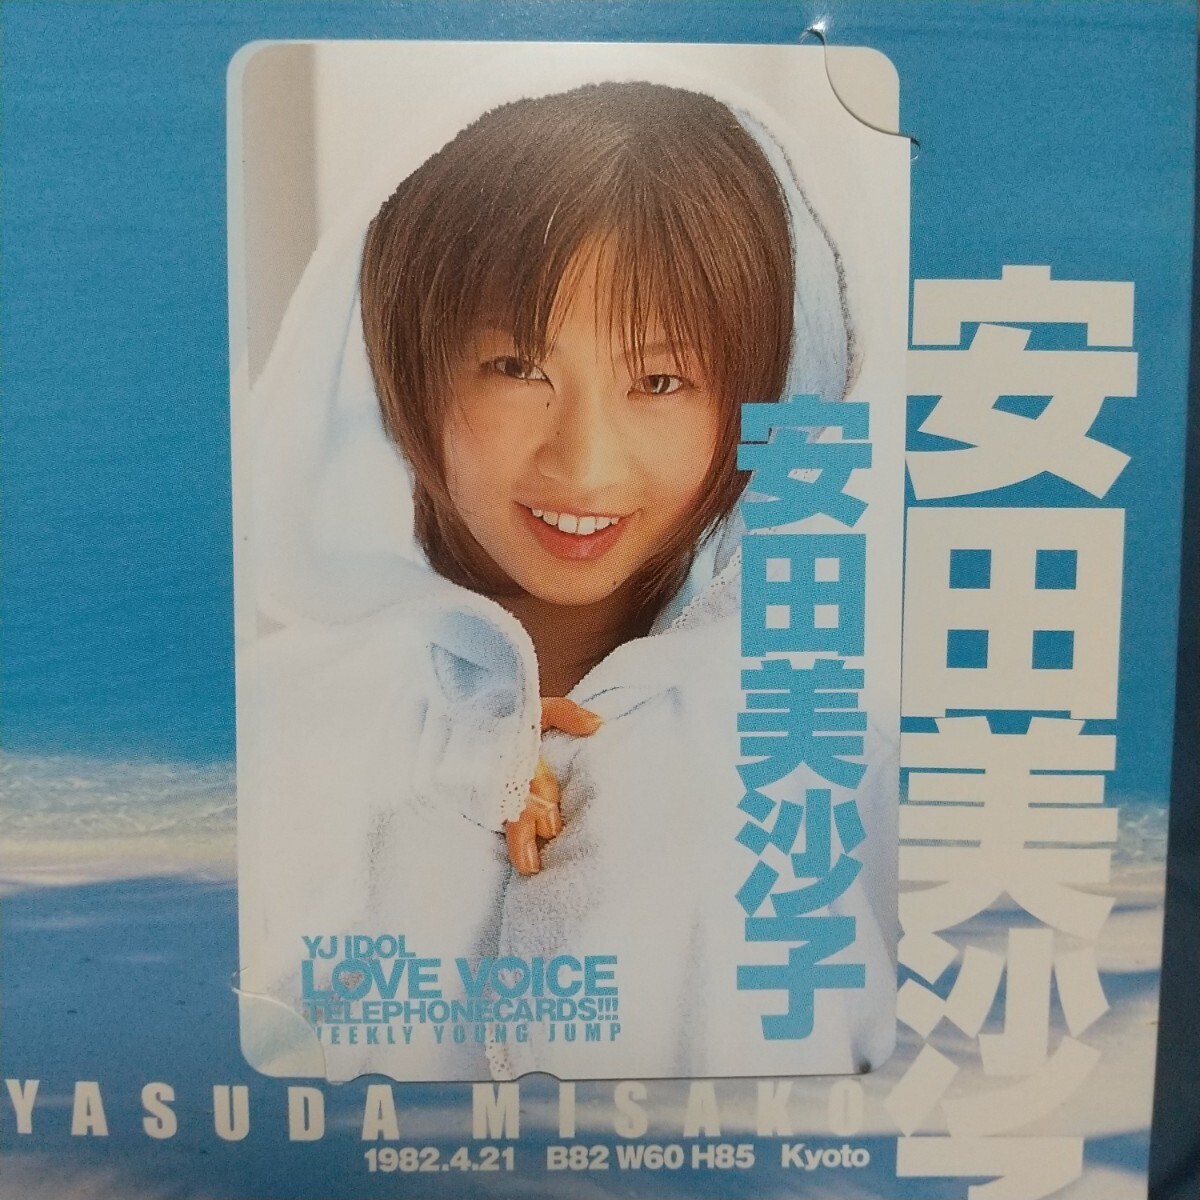 安田美沙子
安田美沙子
YJ IDOL
LOVE VOICE
TELEPHONECARDS!!!
WEEKLY YOUNG JUMP
YASUDA MISAKO
1982.4.21 B82 W60 H85 Kyoto